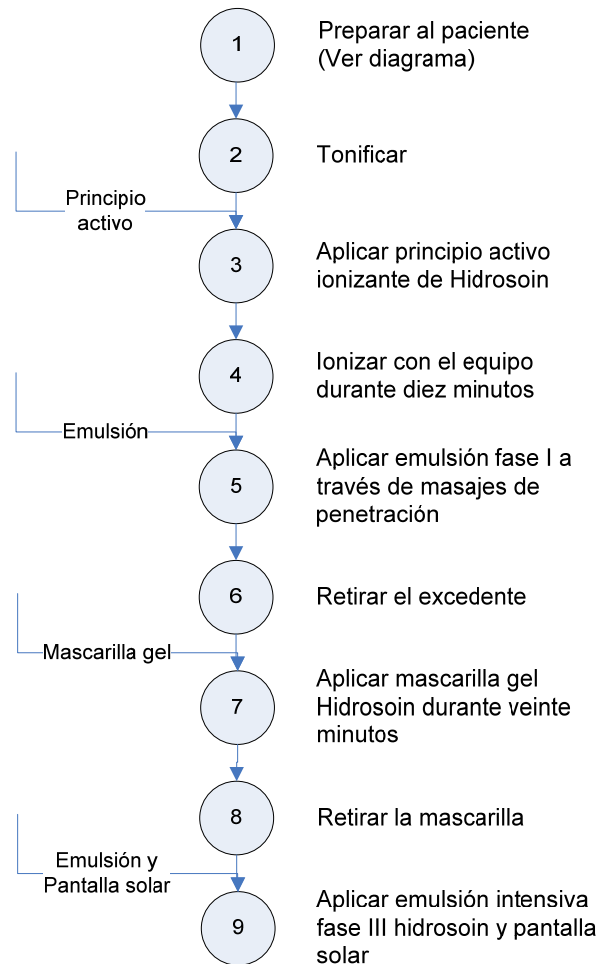 1
Preparar al paciente
(Ver diagrama)
2
Tonificar
Principio
activo
3
Aplicar principio activo
ionizante de Hidrosoin
4
Ionizar con el equipo
durante diez minutos
Emulsión
5
Aplicar emulsión fase I a
través de masajes de
penetración
6
Retirar el excedente
Mascarilla gel
7
Aplicar mascarilla gel
Hidrosoin durante veinte
minutos
8
Retirar la mascarilla
Emulsión y
Pantalla solar
9
Aplicar emulsión intensiva
fase III hidrosoin y pantalla
solar